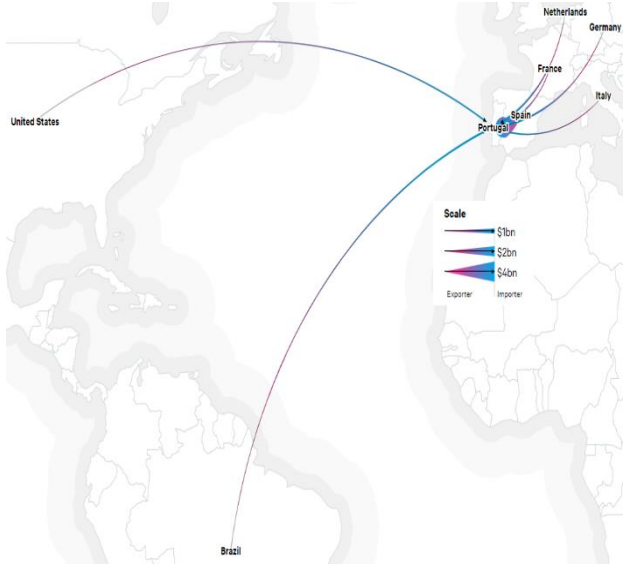 Netherlands
Germany
France
Italy
United States
Spain
Portugal
Scale
$1bn
$2bn
$4bn
Exporter Importer
Brazil